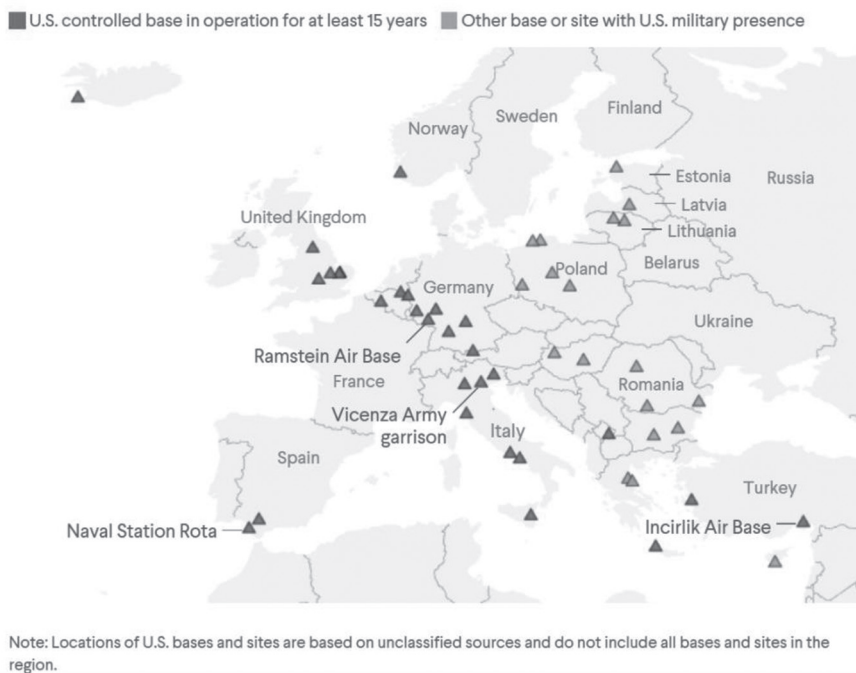 U.S. controlled base in operation for at least 15 years Other base or site with U.S. military presence
Finland
Sweden
Norway
Estonia
Russia
Latvia
United Kingdom
Lithuania
Belarus
Poland
Germany
Ukraine
Ramstein Air Base
France
Romania
Vicenza Army
garrison
Italy
Spain
Turkey
Incirlik Air Base
Naval Station Rota
Note: Locations of U.S. bases and sites are based on unclassified sources and do not include all bases and sites in the
region.